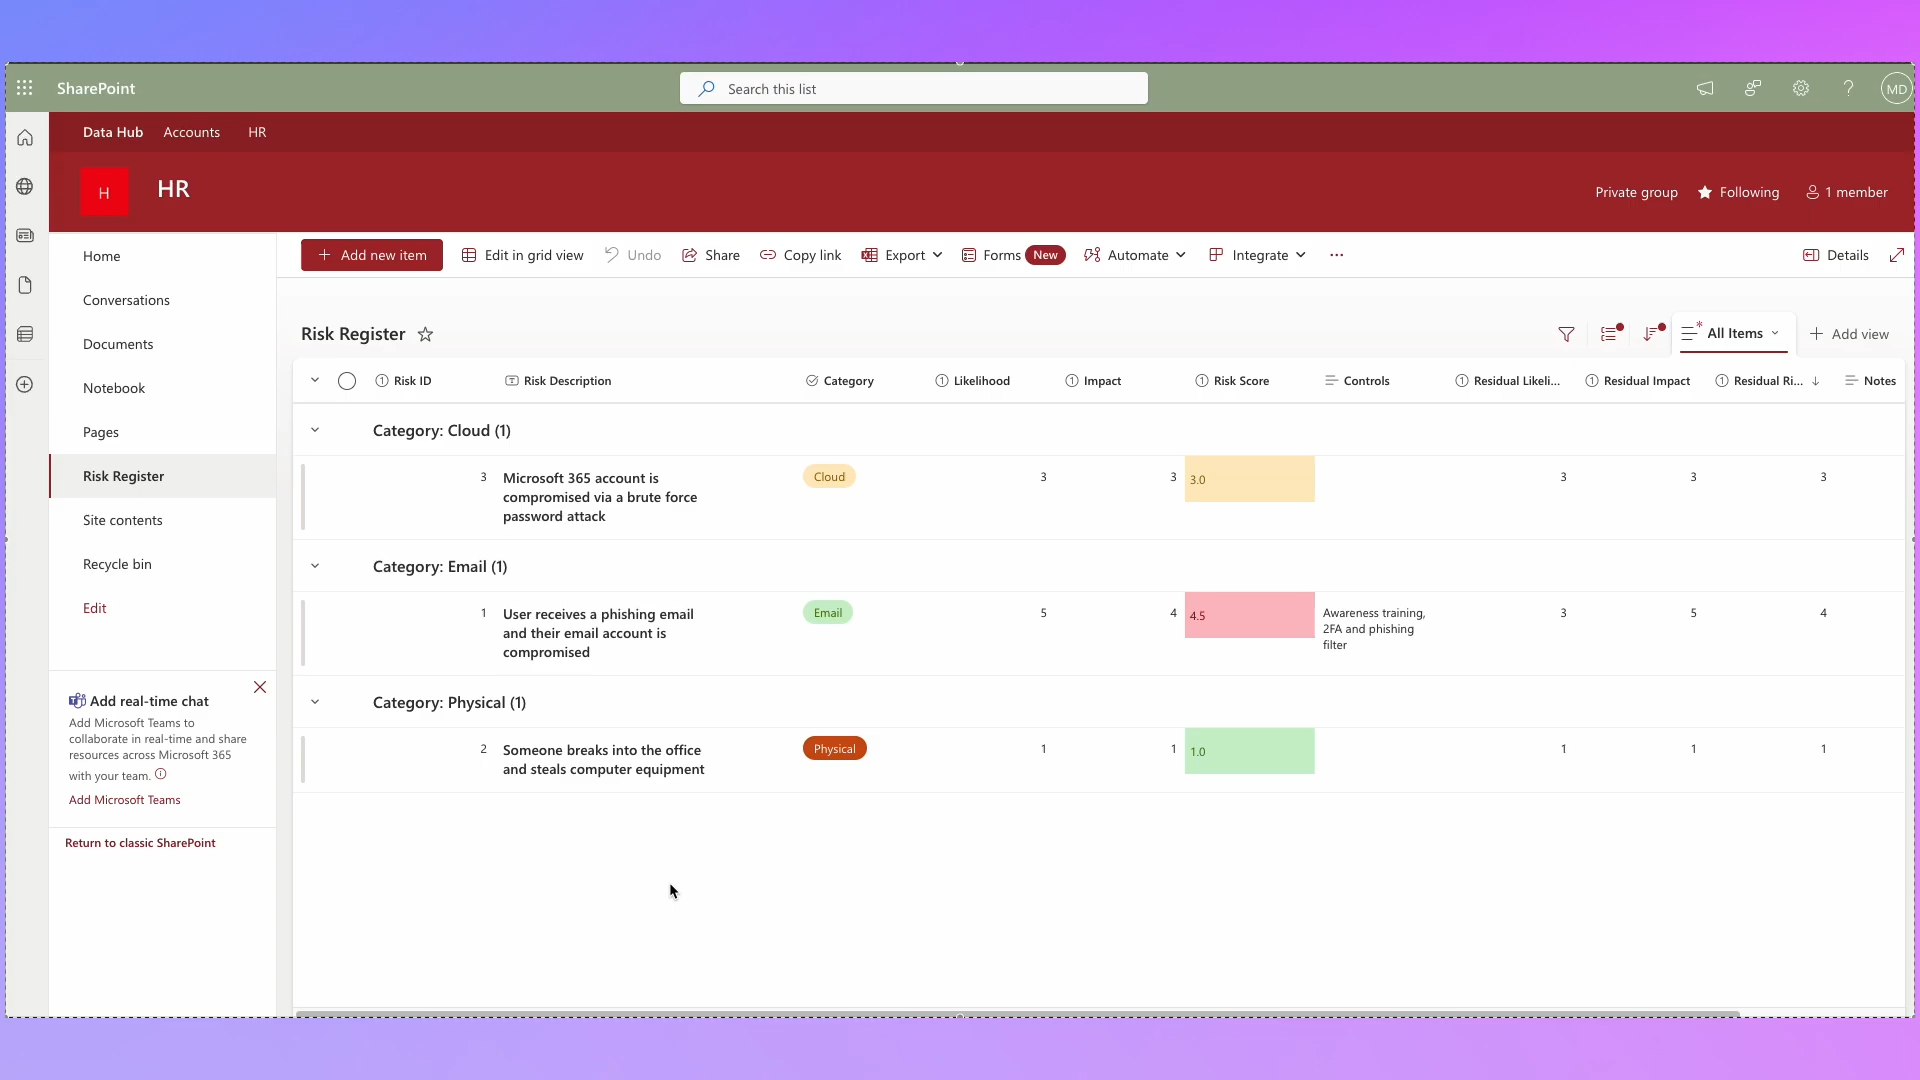 SharePoint
Search this list
MD
Data Hub Accounts HR
H
HR
Private group Following 1 member
Home
Conversations
Documents
Notebook
Pages
Risk Register
Site contents
Recycle bin
Edit
Add real-time chat
Add Microsoft Teams to
collaborate in real-time and share
resources across Microsoft 365
with your team.
Add Microsoft Teams
Return to classic SharePoint
Add new item Edit in grid view Undo Share Copy link Export Forms New Automate Integrate ... Details
Risk Register
All Items Add view
Risk ID Risk Description Category Likelihood Impact Risk Score Controls Residual Likeli... Residual Impact Residual Ri... Notes
Category: Cloud (1)
3 Microsoft 365 account is Cloud 3 3 3.0 3 3 3
compromised via a brute force
password attack
Category: Email (1)
1 User receives a phishing email Email 5 4 4.5 Awareness training, 3 5 4
and their email account is 2FA and phishing
compromised filter
Category: Physical (1)
2 Someone breaks into the office Physical 1 1 1.0 1 1 1
and steals computer equipment